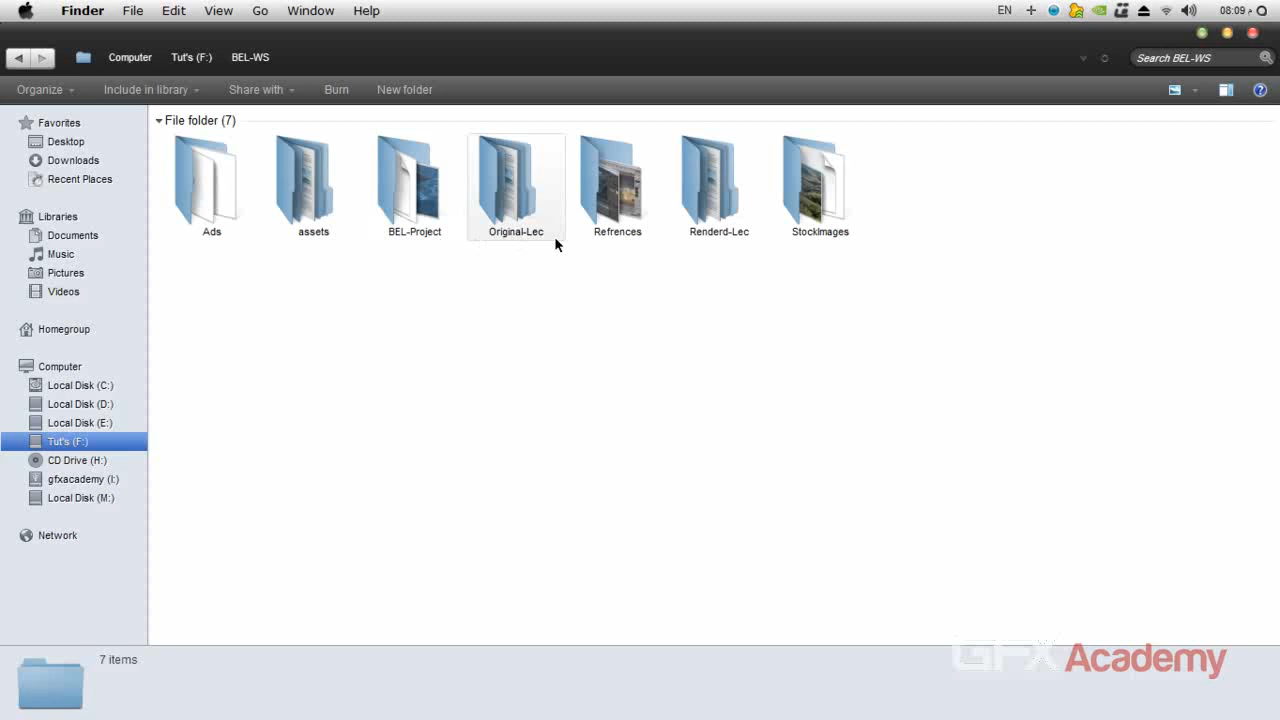 Finder File Edit View Go Window Help EN 08:09 م
Computer Tut's (F:) BEL-WS Search BEL-WS
Organize Include in library Share with Burn New folder
Favorites
Desktop
Downloads
Recent Places
Libraries
Documents
Music
Pictures
Videos
Homegroup
Computer
Local Disk (C:)
Local Disk (D:)
Local Disk (E:)
Tut's (F:)
CD Drive (H:)
gfxacademy (I:)
Local Disk (M:)
Network
File folder (7)
Ads assets BEL-Project Original-Lec Refrences Renderd-Lec StockImages
7 items
GFX Academy